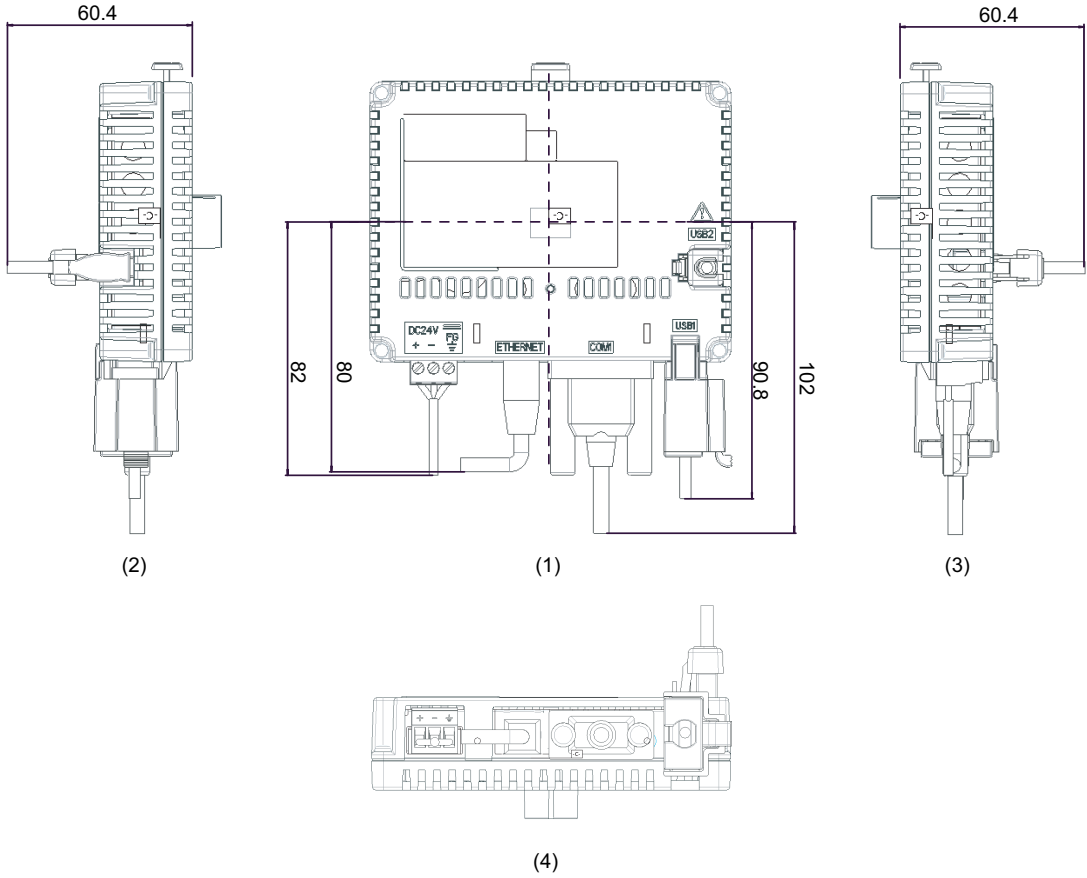 60.4
60.4
USB2
DC24V
FG
+ -
USB1
ETHERNET
COM1
82
80
90.8
102
(2)
(1)
(3)
+ -
(4)